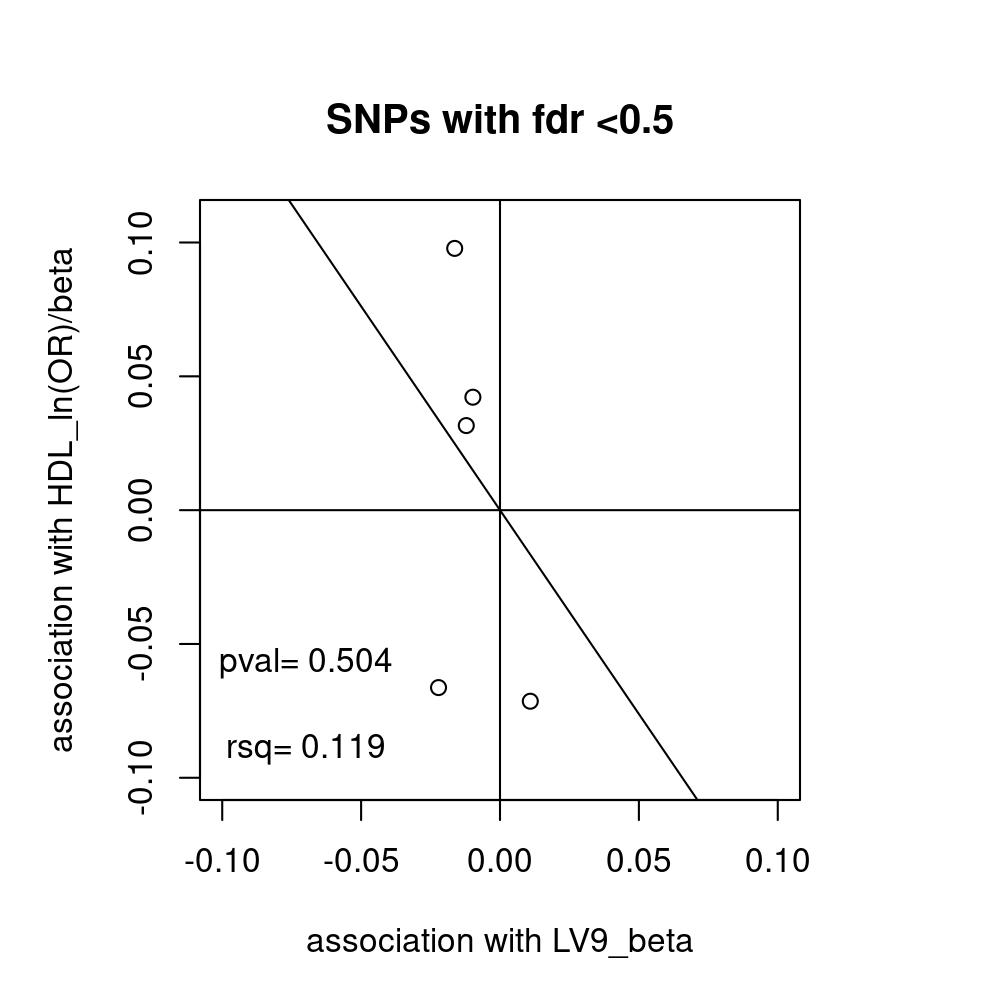 SNPs with fdr <0.5
association with HDL_ln(OR)/beta
0.10
0.05
0.00
-0.05
-0.10
pval= 0.504
rsq= 0.119
-0.10 -0.05 0.00 0.05 0.10
association with LV9_beta